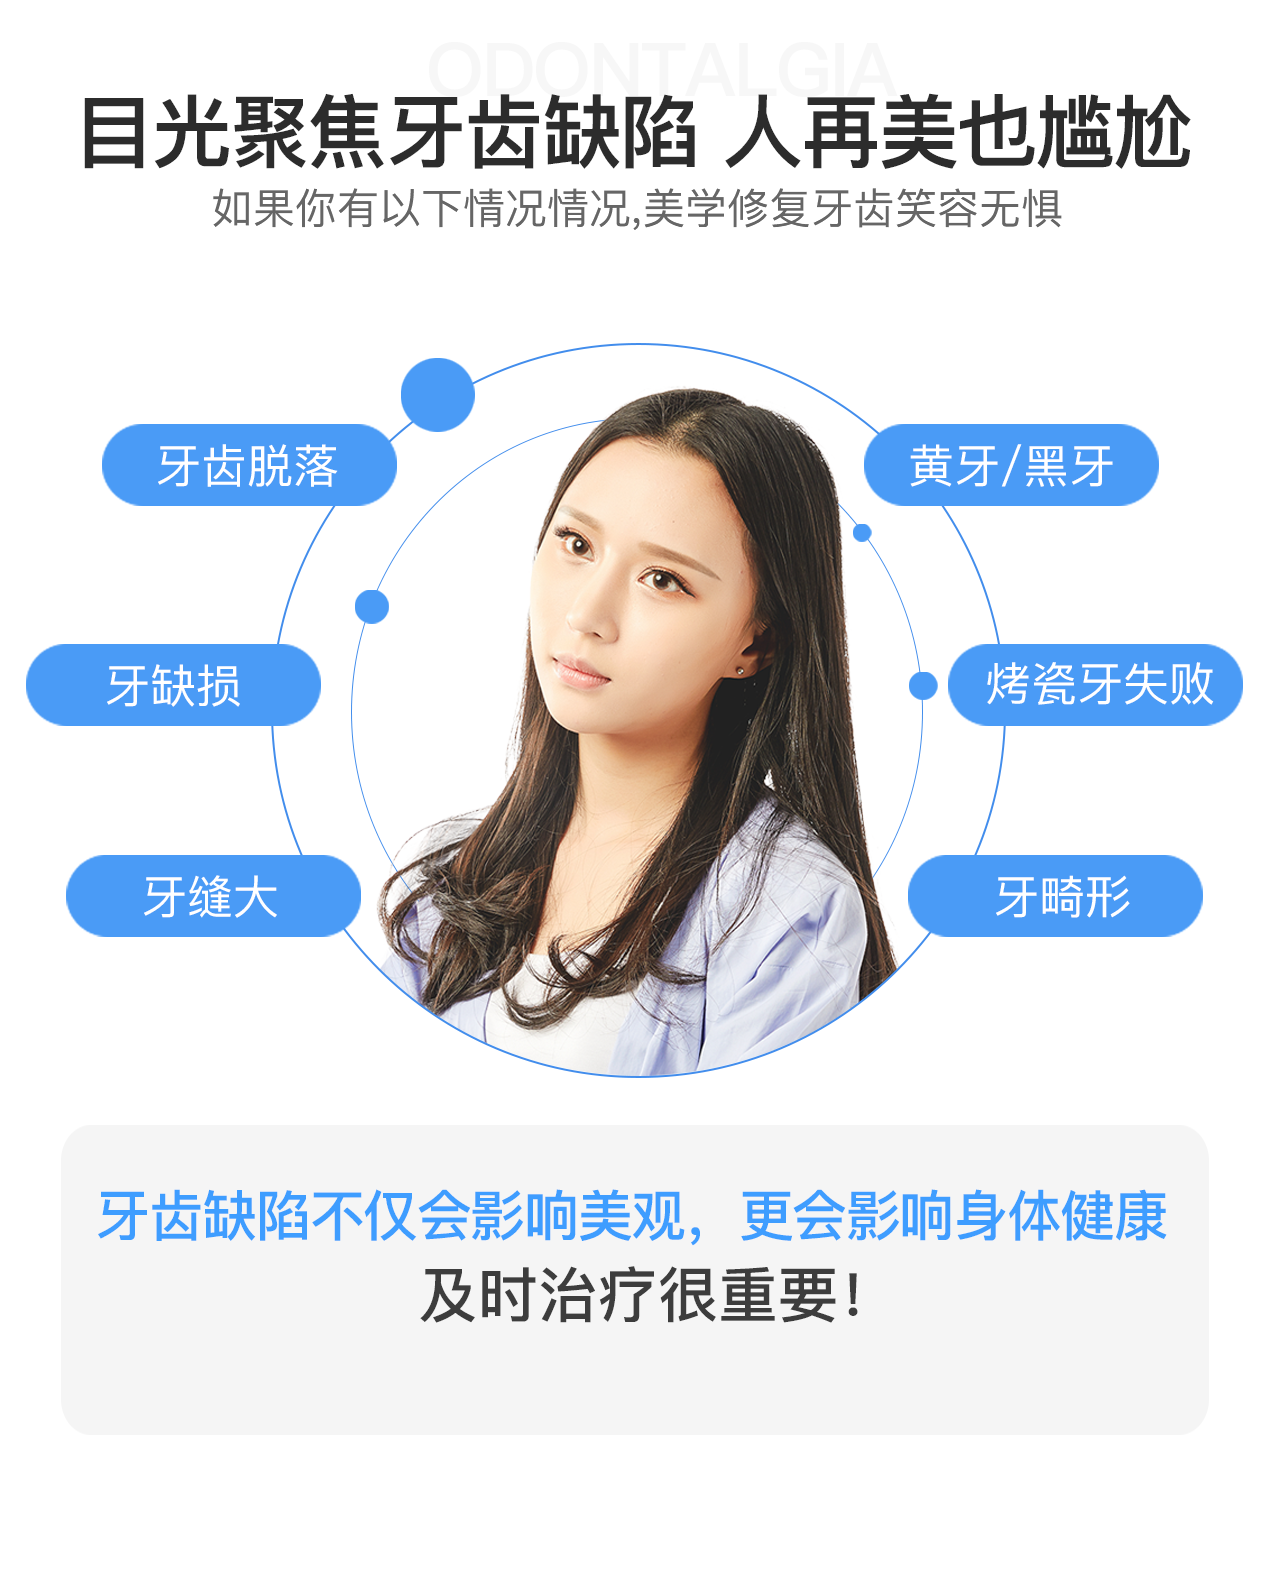 ODONTALGIA
目光聚焦牙齿缺陷 人再美也尴尬
如果你有以下情况情况,美学修复牙齿笑容无惧
牙齿脱落
黄牙/黑牙
牙缺损
烤瓷牙失败
牙缝大
牙畸形
牙齿缺陷不仅会影响美观，更会影响身体健康
及时治疗很重要！